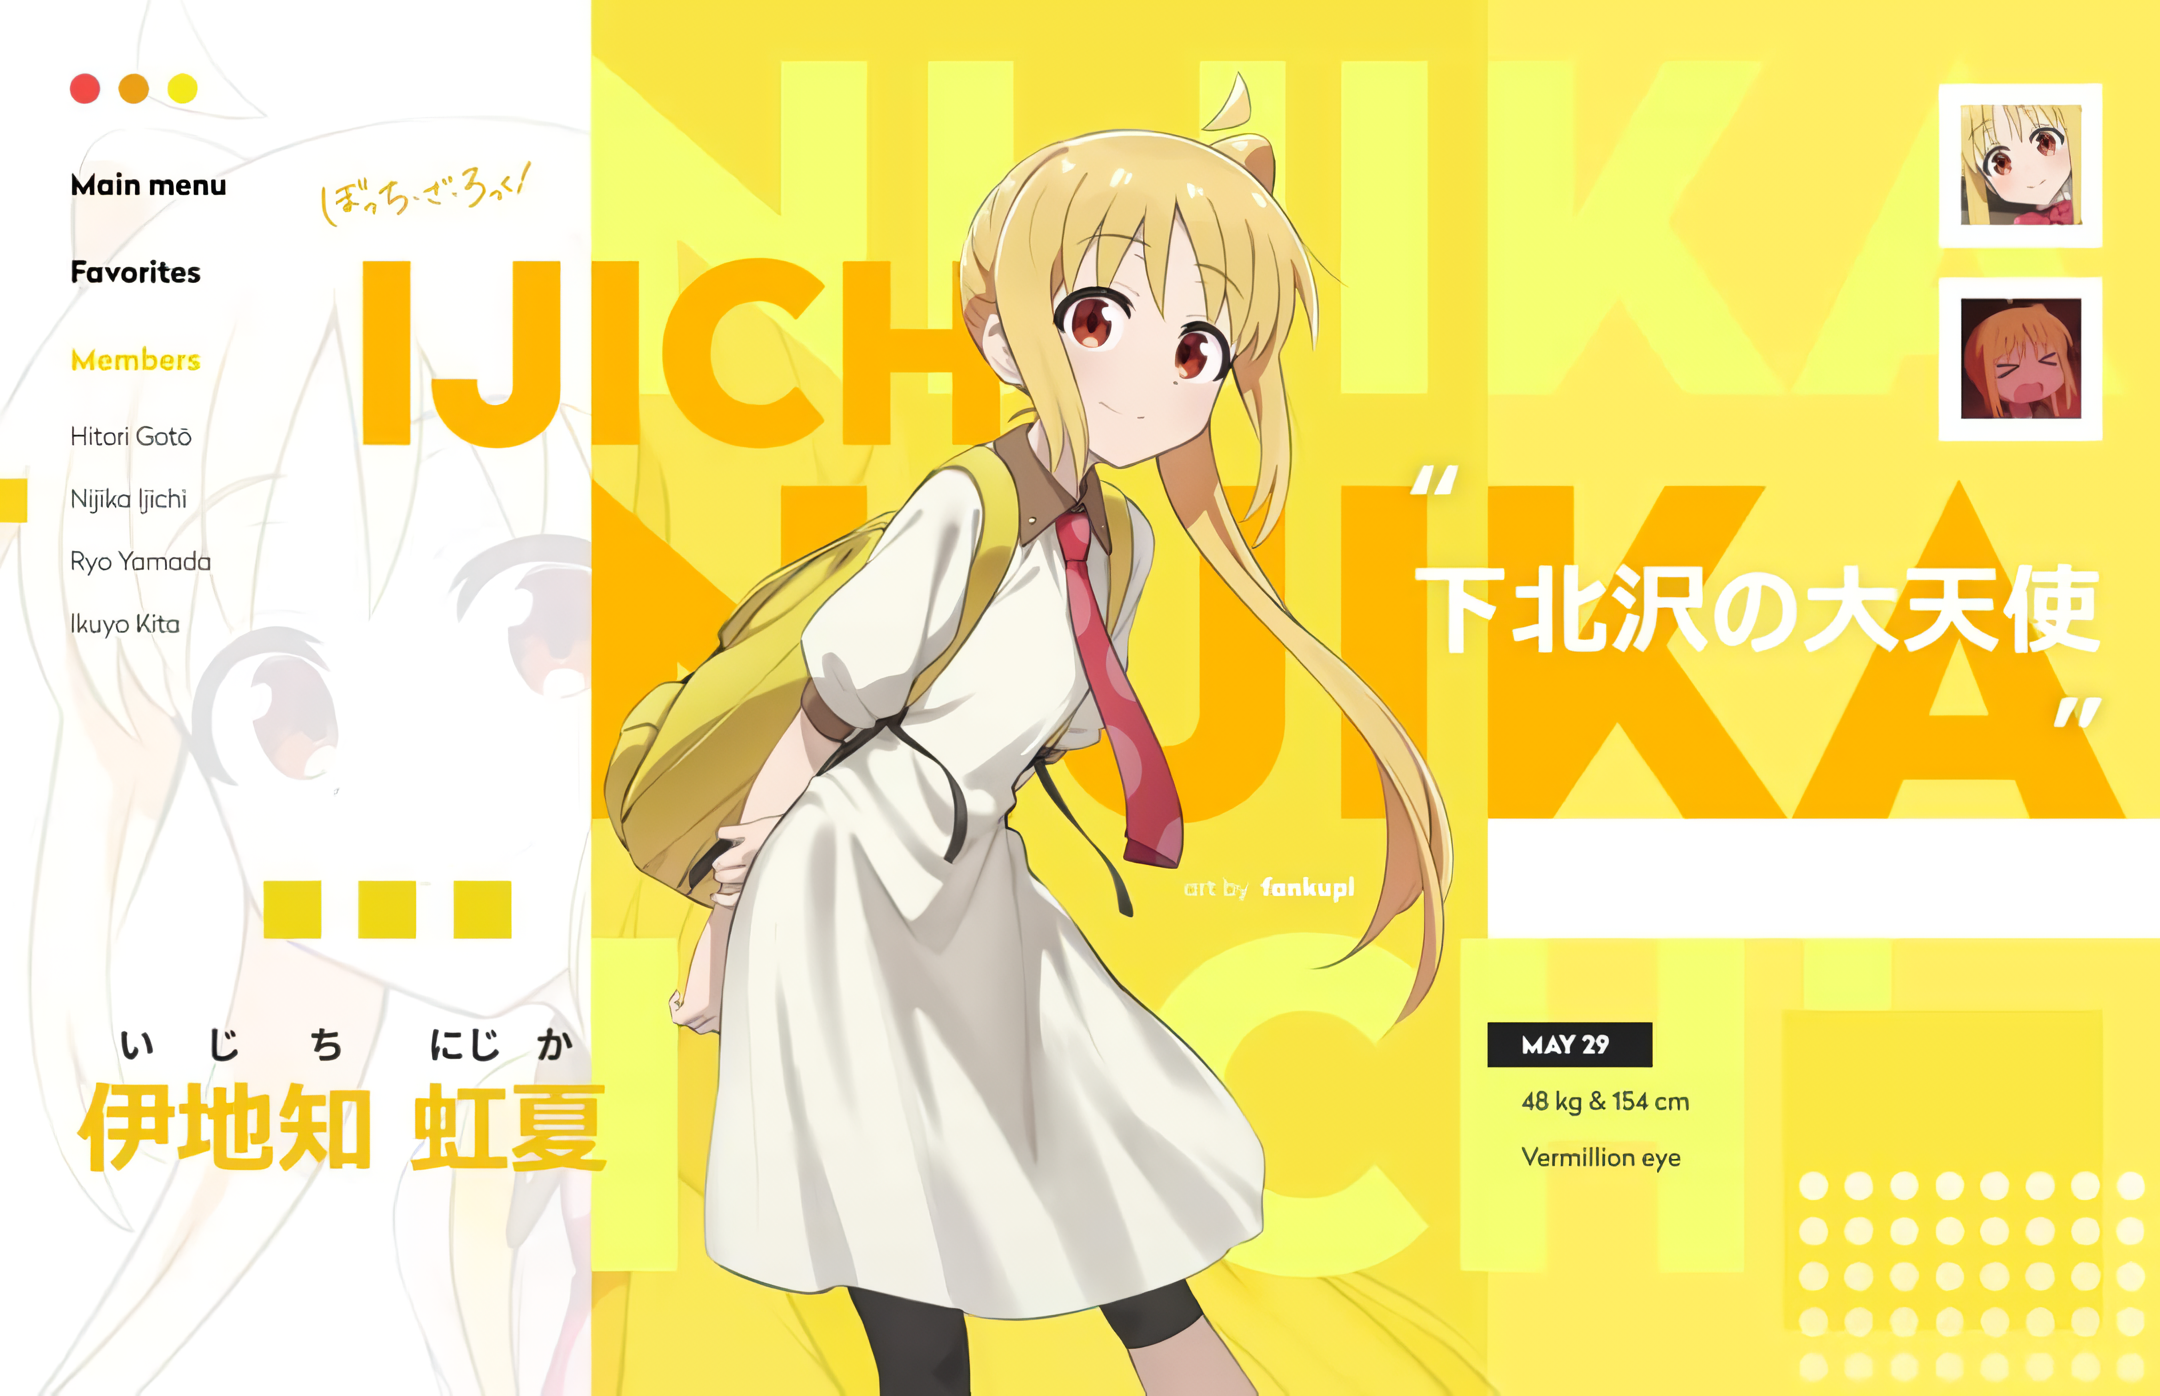 Main menu
Favorites
Members
Hitori Gotō
Nijika Ijichi
Ryo Yamada
Ikuyo Kita
ぼっち・ざ・ろっく!
NIJIKA
IJICHI
NIJIKA
“
下北沢の大天使
”
art by fankupl
IJICHI
いじち にじか
伊地知 虹夏
MAY 29
48 kg & 154 cm
Vermillion eye